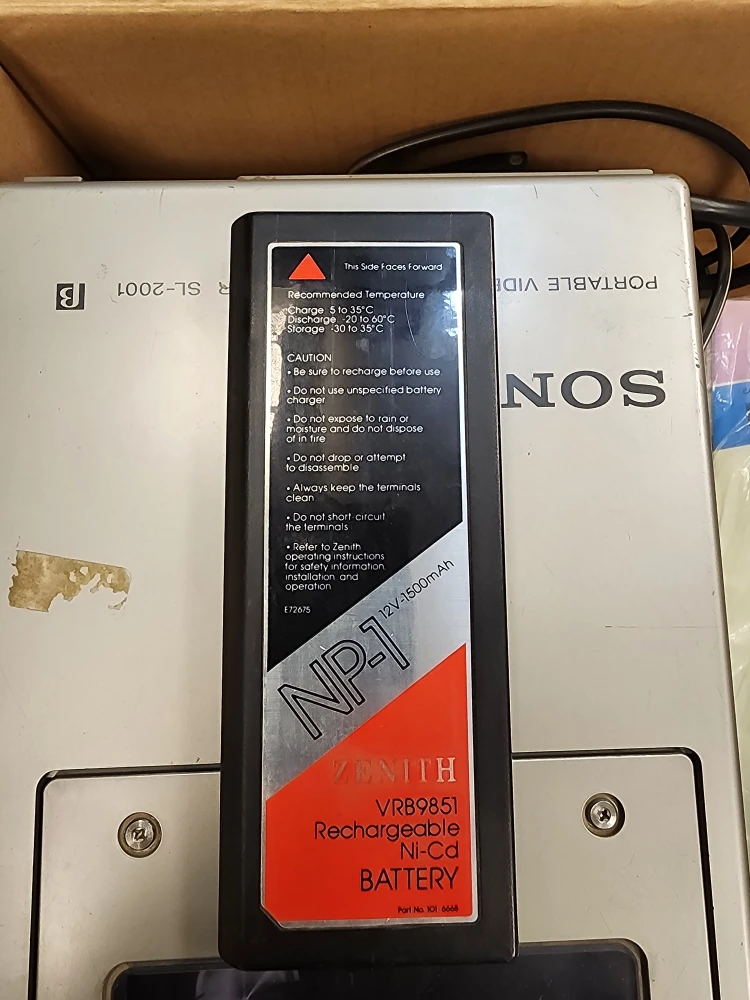 This Side Faces Forward
Recommended Temperature
Charge 5 to 35°C
Discharge -20 to 60°C
Storage -30 to 35°C
CAUTION
• Be sure to recharge before use
• Do not use unspecified battery
charger
• Do not expose to rain or
moisture and do not dispose
of in fire
• Do not drop or attempt
to disassemble
• Always keep the terminals
clean
• Do not short-circuit
the terminals
• Refer to Zenith
operating instructions
for safety information,
installation, and
operation
E72675
NP-1 12V-1500mAh
ZENITH
VRB9851
Rechargeable
Ni-Cd
BATTERY
Part No. 101-6668
SON
PORTABLE VIDE
R SL-2001
β